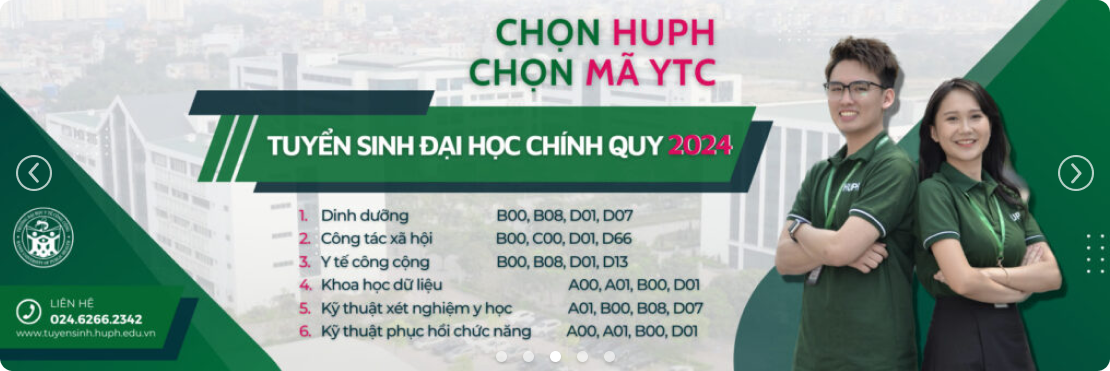 CHỌN HUPH
CHỌN MÃ YTC
TUYỂN SINH ĐẠI HỌC CHÍNH QUY 2024
1. Dinh dưỡng B00, B08, D01, D07
2. Công tác xã hội B00, C00, D01, D66
3. Y tế công cộng B00, B08, D01, D13
4. Khoa học dữ liệu A00, A01, B00, D01
5. Kỹ thuật xét nghiệm y học A01, B00, B08, D07
6. Kỹ thuật phục hồi chức năng A00, A01, B00, D01
LIÊN HỆ
024.6266.2342
www.tuyensinh.huph.edu.vn
HUPH
HUPH